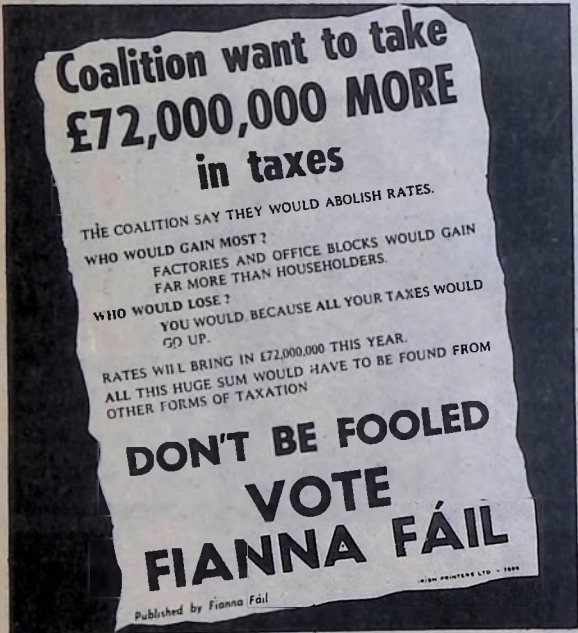 Coalition want to take
£72,000,000 MORE
in taxes
THE COALITION SAY THEY WOULD ABOLISH RATES.
WHO WOULD GAIN MOST?
FACTORIES AND OFFICE BLOCKS WOULD GAIN
FAR MORE THAN HOUSEHOLDERS.
WHO WOULD LOSE?
YOU WOULD. BECAUSE ALL YOUR TAXES WOULD
GO UP.
RATES WILL BRING IN £72,000,000 THIS YEAR.
ALL THIS HUGE SUM WOULD HAVE TO BE FOUND FROM
OTHER FORMS OF TAXATION
DON'T BE FOOLED
VOTE
FIANNA FÁIL
IRISH PRINTERS LTD
Published by Fianna Fáil